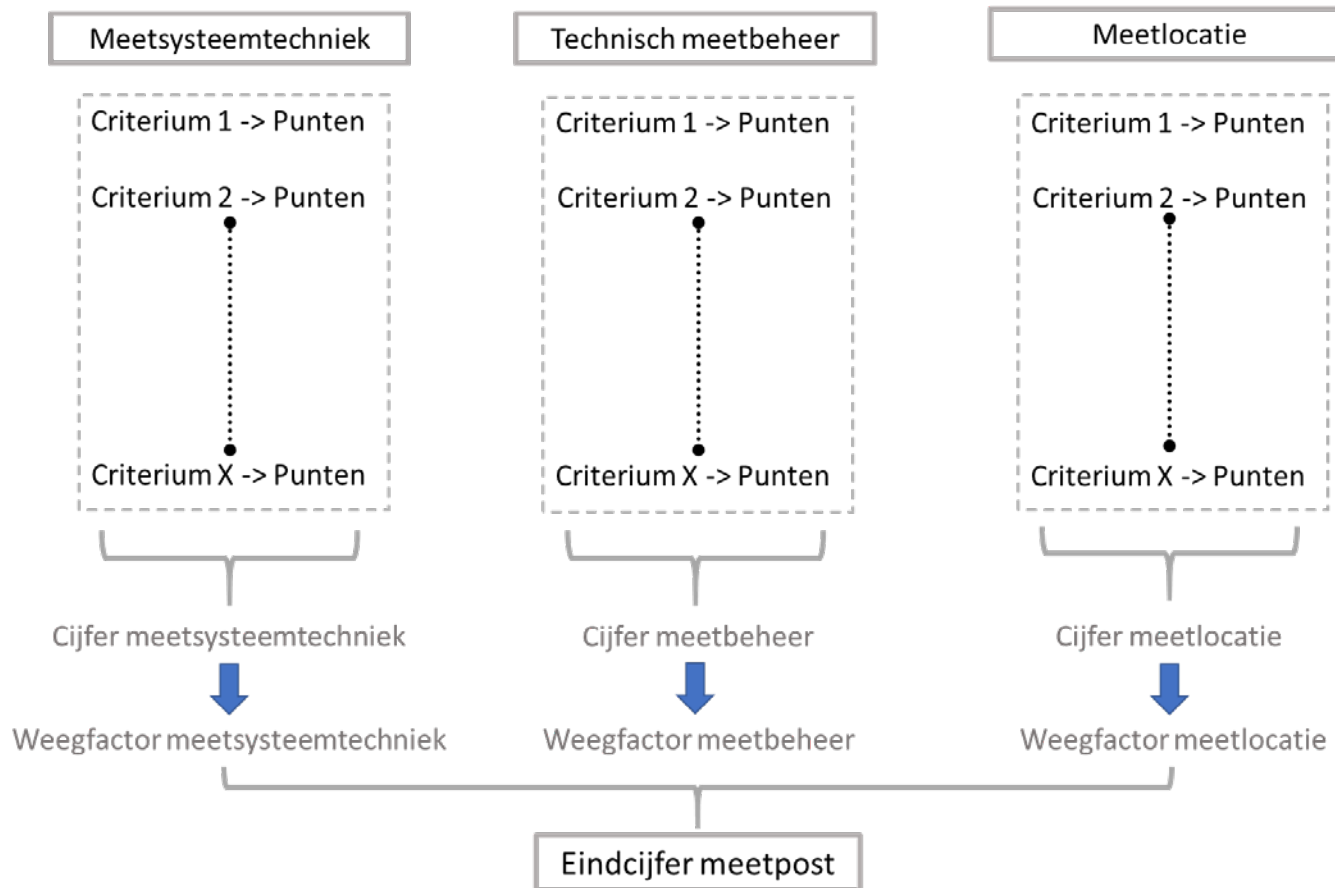 Meetsysteemtechniek
Criterium 1 -> Punten
Criterium 2 -> Punten
Criterium X -> Punten
Cijfer meetsysteemtechniek
Weegfactor meetsysteemtechniek
Technisch meetbeheer
Criterium 1 -> Punten
Criterium 2 -> Punten
Criterium X -> Punten
Cijfer meetbeheer
Weegfactor meetbeheer
Meetlocatie
Criterium 1 -> Punten
Criterium 2 -> Punten
Criterium X -> Punten
Cijfer meetlocatie
Weegfactor meetlocatie
Eindcijfer meetpost